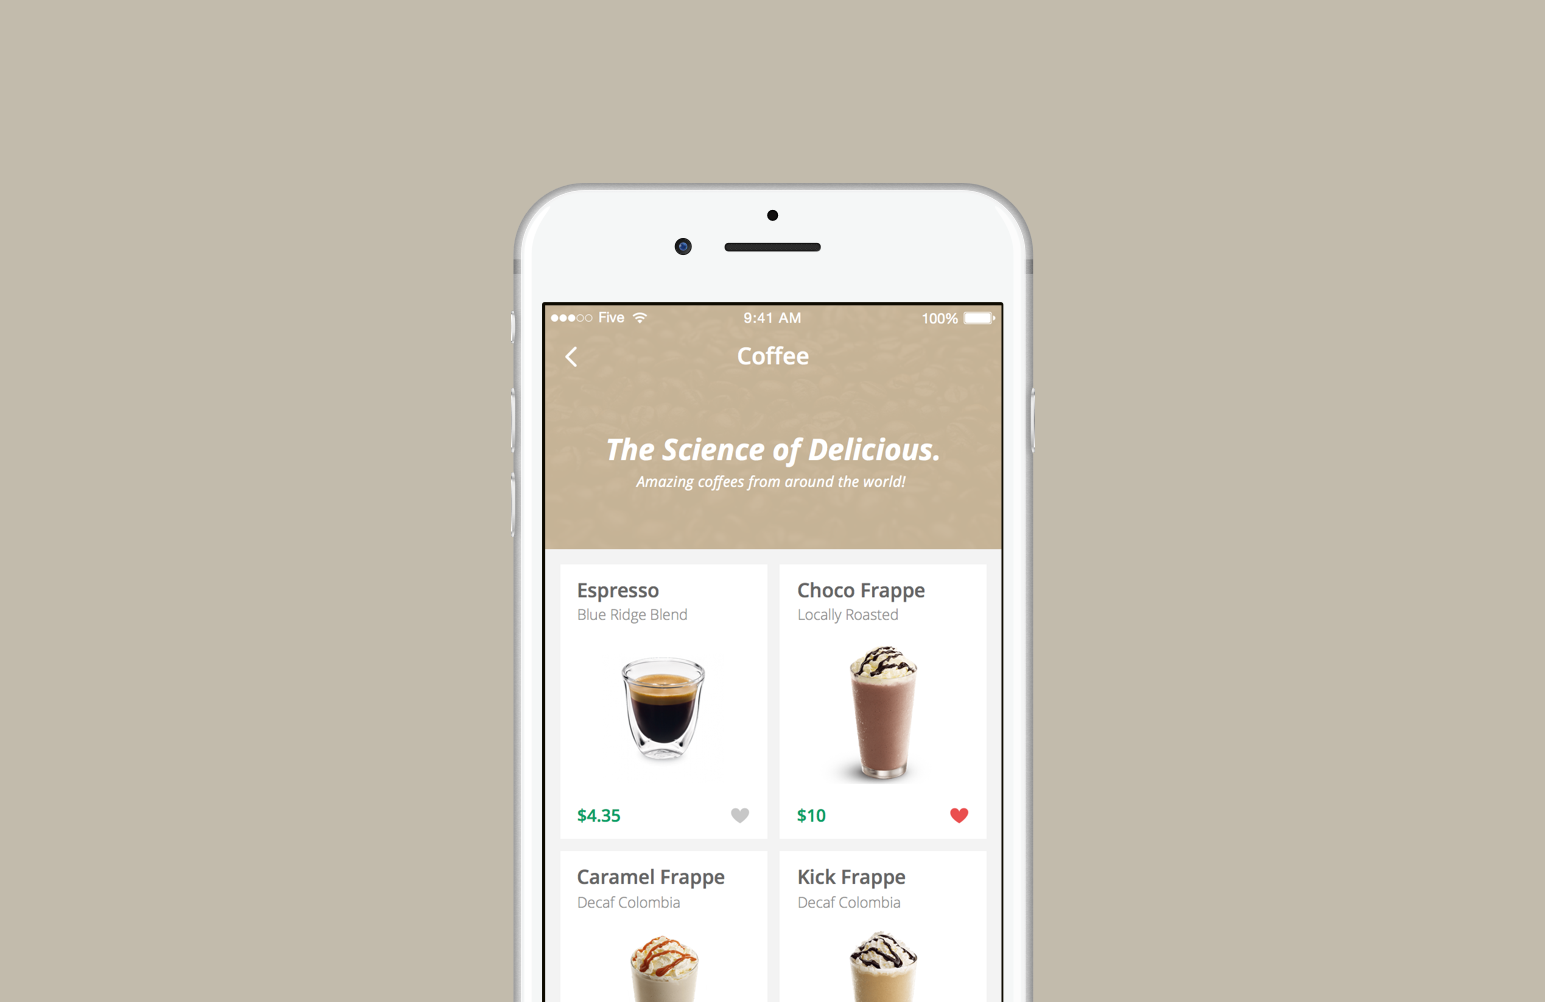 Five 9:41 AM 100%
Coffee
The Science of Delicious.
Amazing coffees from around the world!
Espresso
Blue Ridge Blend
$4.35
Choco Frappe
Locally Roasted
$10
Caramel Frappe
Decaf Colombia
Kick Frappe
Decaf Colombia